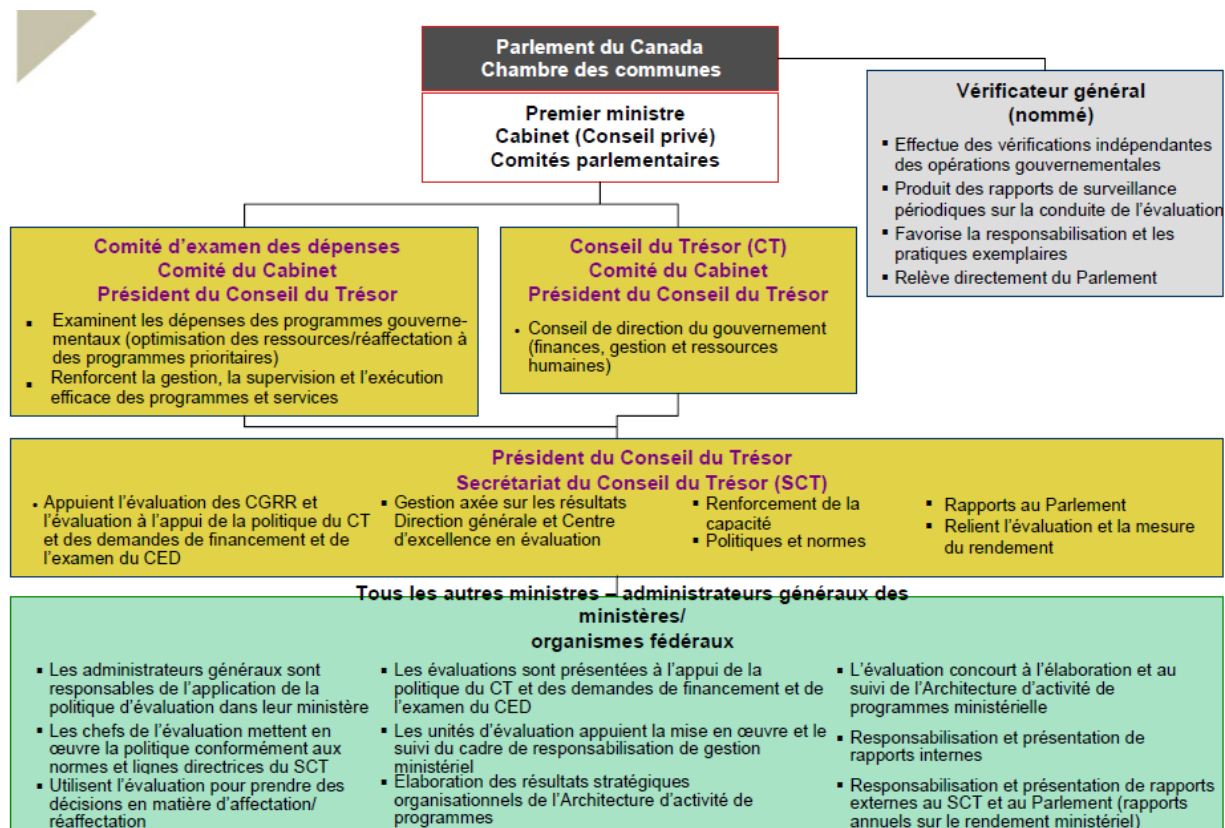 Parlement du Canada
Chambre des communes
Premier ministre
Cabinet (Conseil privé)
Comités parlementaires
Vérificateur général
(nommé)
▪ Effectue des vérifications indépendantes
des opérations gouvernementales
▪ Produit des rapports de surveillance
périodiques sur la conduite de l'évaluation
▪ Favorise la responsabilisation et les
pratiques exemplaires
▪ Relève directement du Parlement
Comité d'examen des dépenses
Comité du Cabinet
Président du Conseil du Trésor
▪ Examinent les dépenses des programmes gouverne-
mentaux (optimisation des ressources/réaffectation à
des programmes prioritaires)
▪ Renforcent la gestion, la supervision et l'exécution
efficace des programmes et services
Conseil du Trésor (CT)
Comité du Cabinet
Président du Conseil du Trésor
• Conseil de direction du gouvernement
(finances, gestion et ressources
humaines)
Président du Conseil du Trésor
Secrétariat du Conseil du Trésor (SCT)
• Appuient l'évaluation des CGRR et
l'évaluation à l'appui de la politique du CT
et des demandes de financement et de
l'examen du CED
▪ Gestion axée sur les résultats
Direction générale et Centre
d'excellence en évaluation
▪ Renforcement de la
capacité
▪ Politiques et normes
▪ Rapports au Parlement
▪ Relient l'évaluation et la mesure
du rendement
Tous les autres ministres – administrateurs généraux des
ministères/
organismes fédéraux
▪ Les administrateurs généraux sont
responsables de l'application de la
politique d'évaluation dans leur ministère
▪ Les chefs de l'évaluation mettent en
œuvre la politique conformément aux
normes et lignes directrices du SCT
▪ Utilisent l'évaluation pour prendre des
décisions en matière d'affectation/
réaffectation
▪ Les évaluations sont présentées à l'appui de la
politique du CT et des demandes de financement et de
l'examen du CED
▪ Les unités d'évaluation appuient la mise en œuvre et le
suivi du cadre de responsabilisation de gestion
ministériel
▪ Élaboration des résultats stratégiques
organisationnels de l'Architecture d'activité de
programmes
▪ L'évaluation concourt à l'élaboration et au
suivi de l'Architecture d'activité de
programmes ministérielle
▪ Responsabilisation et présentation de
rapports internes
▪ Responsabilisation et présentation de rapports
externes au SCT et au Parlement (rapports
annuels sur le rendement ministériel)